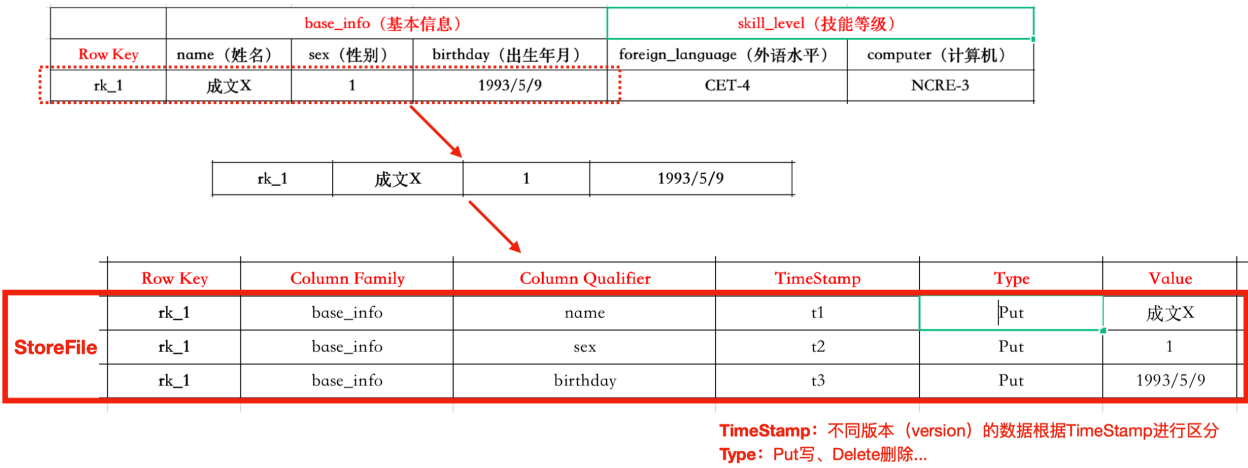 base_info（基本信息） skill_level（技能等级）
Row Key name（姓名） sex（性别） birthday（出生年月） foreign_language（外语水平） computer（计算机）
rk_1 成文X 1 1993/5/9 CET-4 NCRE-3
rk_1 成文X 1 1993/5/9
Row Key Column Family Column Qualifier TimeStamp Type Value
rk_1 base_info name t1 Put 成文X
StoreFile rk_1 base_info sex t2 Put 1
rk_1 base_info birthday t3 Put 1993/5/9
TimeStamp：不同版本（version）的数据根据TimeStamp进行区分
Type：Put写、Delete删除...